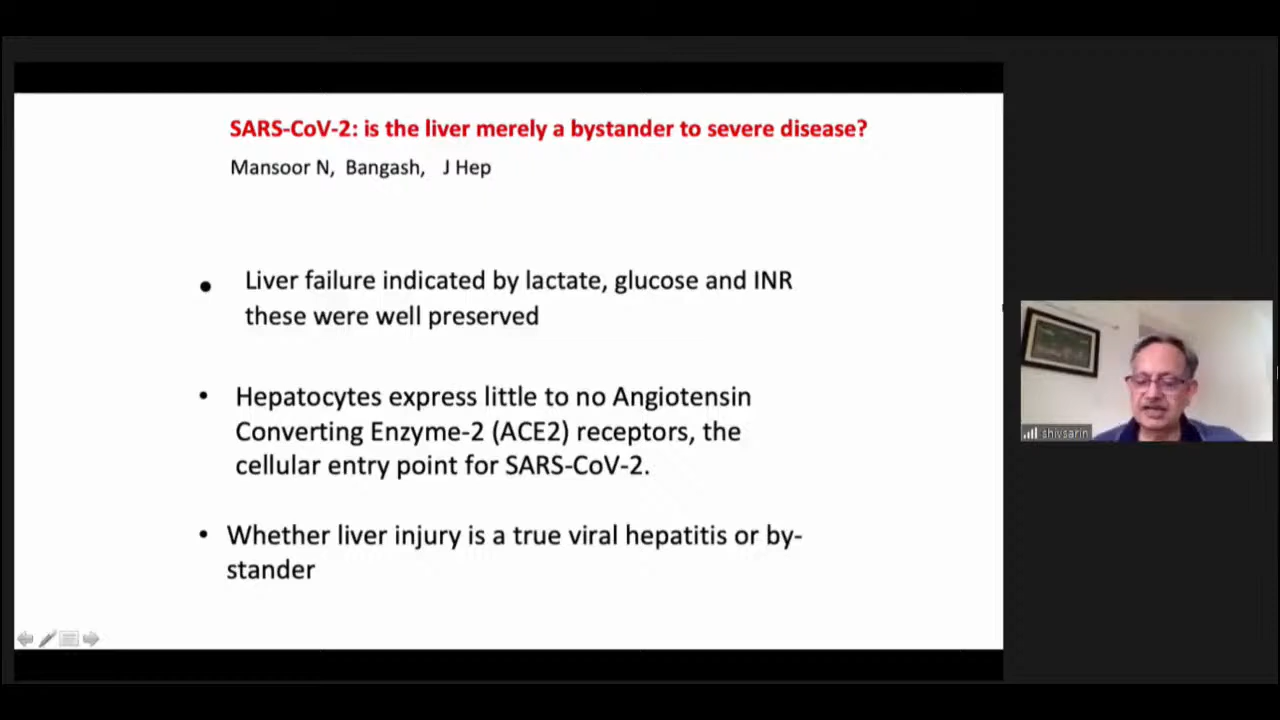 SARS-CoV-2: is the liver merely a bystander to severe disease?
Mansoor N, Bangash, J Hep
• Liver failure indicated by lactate, glucose and INR
these were well preserved
• Hepatocytes express little to no Angiotensin
Converting Enzyme-2 (ACE2) receptors, the
cellular entry point for SARS-CoV-2.
• Whether liver injury is a true viral hepatitis or by-
stander
shivsarin